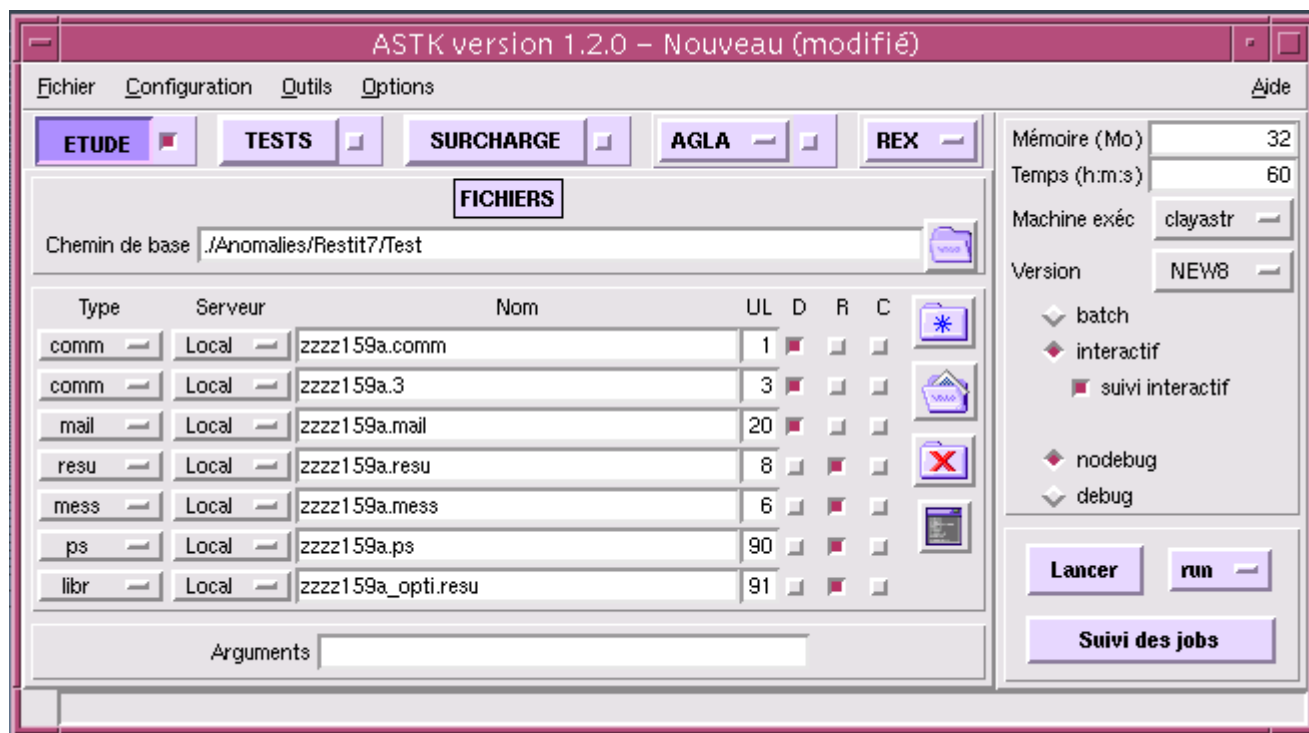 ASTK version 1.2.0 – Nouveau (modifié)
Fichier Configuration Outils Options Aide
ETUDE TESTS SURCHARGE AGLA REX
FICHIERS
Chemin de base ./Anomalies/Restit7/Test
Type Serveur Nom UL D R C
comm Local zzzz159a.comm 1
comm Local zzzz159a.3 3
mail Local zzzz159a.mail 20
resu Local zzzz159a.resu 8
mess Local zzzz159a.mess 6
ps Local zzzz159a.ps 90
libr Local zzzz159a_opti.resu 91
Arguments
Mémoire (Mo) 32
Temps (h:m:s) 60
Machine exéc clayastr
Version NEW8
batch
interactif
suivi interactif
nodebug
debug
Lancer run
Suivi des jobs